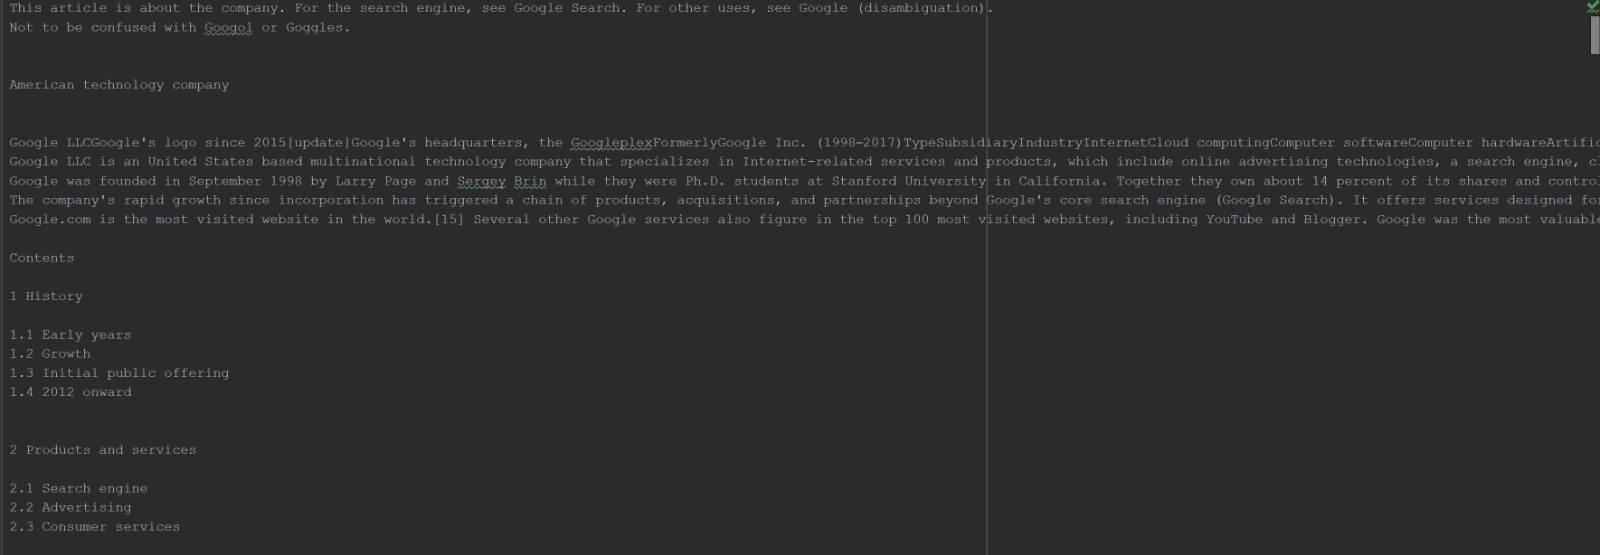 This article is about the company. For the search engine, see Google Search. For other uses, see Google (disambiguation).
Not to be confused with Googol or Goggles.
American technology company
Google LLCGoogle's logo since 2015[update]Google's headquarters, the GoogleplexFormerlyGoogle Inc. (1998–2017)TypeSubsidiaryIndustryInternetCloud computingComputer softwareComputer hardwareArtific
Google LLC is an United States based multinational technology company that specializes in Internet-related services and products, which include online advertising technologies, a search engine, cl
Google was founded in September 1998 by Larry Page and Sergey Brin while they were Ph.D. students at Stanford University in California. Together they own about 14 percent of its shares and control
The company's rapid growth since incorporation has triggered a chain of products, acquisitions, and partnerships beyond Google's core search engine (Google Search). It offers services designed for
Google.com is the most visited website in the world.[15] Several other Google services also figure in the top 100 most visited websites, including YouTube and Blogger. Google was the most valuable
Contents
1 History
1.1 Early years
1.2 Growth
1.3 Initial public offering
1.4 2012 onward
2 Products and services
2.1 Search engine
2.2 Advertising
2.3 Consumer services